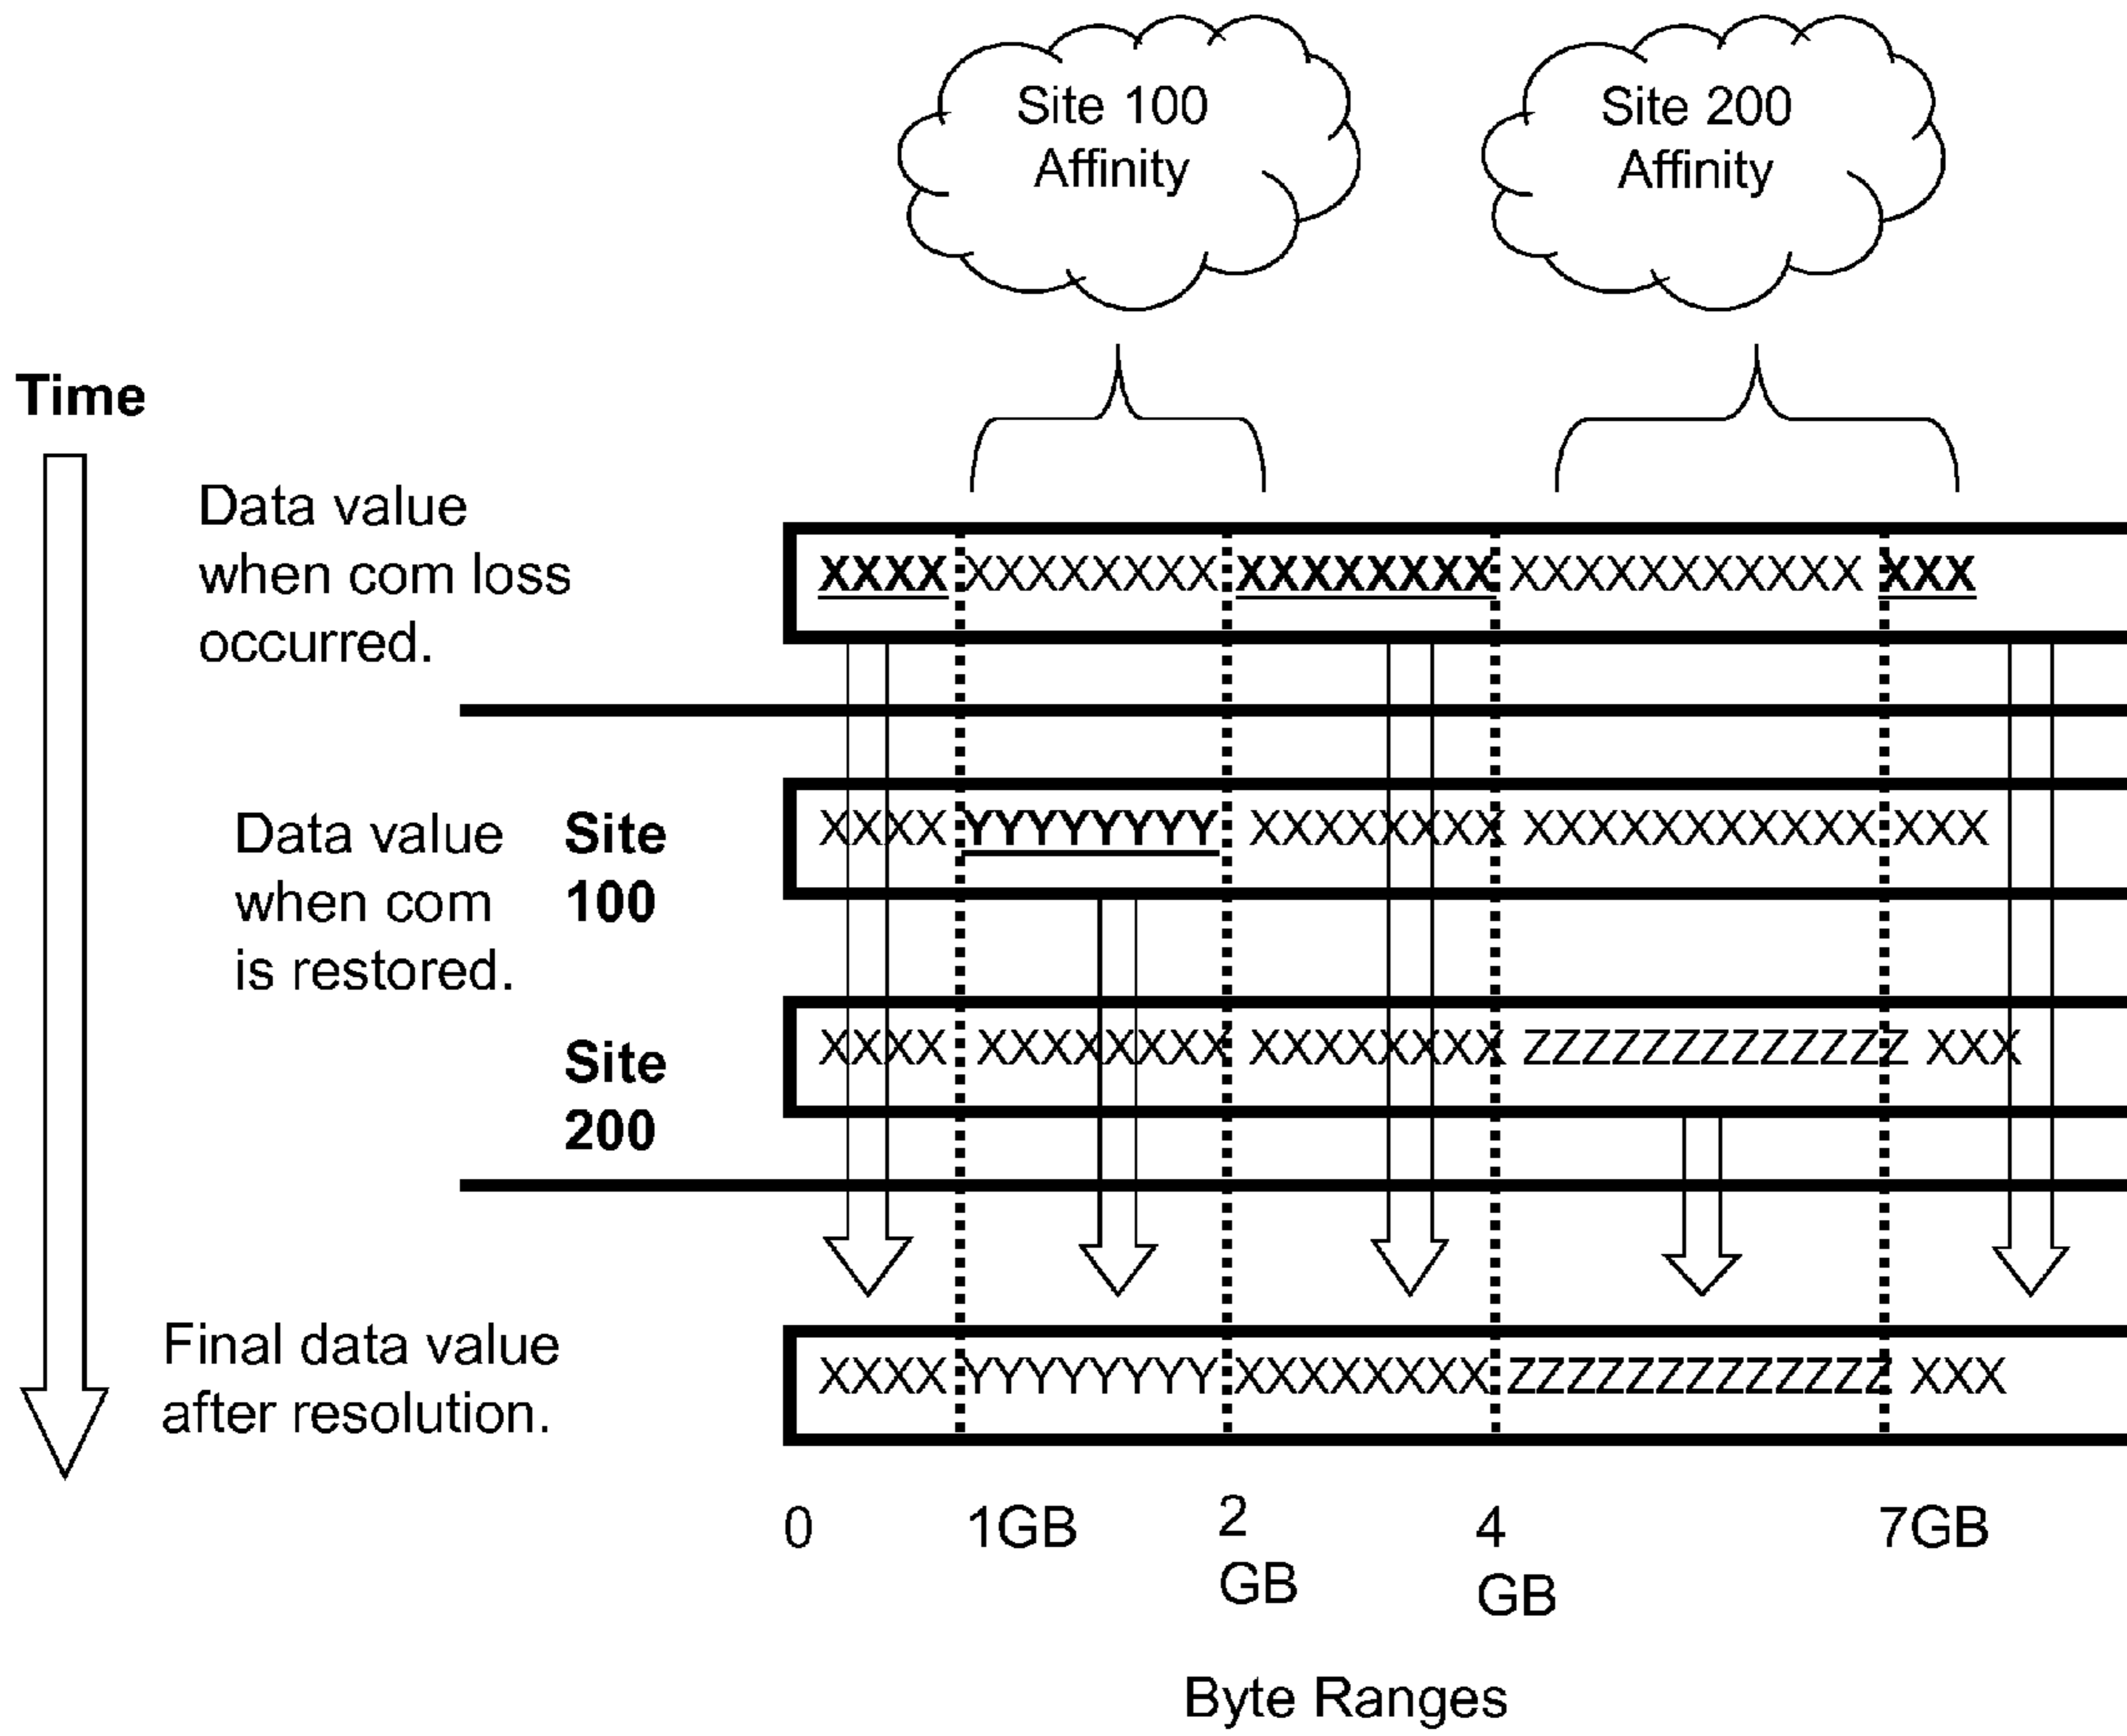 Site 100
Affinity
Site 200
Affinity
Time
Data value
when com loss
occurred.
XXXX XXXXXXXX XXXXXXXX XXXXXXXXXXX XXX
Data value
when com
is restored.
Site
100
XXXX YYYYYYYY XXXXXXXX XXXXXXXXXXX XXX
Site
200
XXXX XXXXXXXX XXXXXXXX ZZZZZZZZZZZZZ XXX
Final data value
after resolution.
XXXX YYYYYYYY XXXXXXXX ZZZZZZZZZZZZZ XXX
0
1GB
2
GB
4
GB
7GB
Byte Ranges